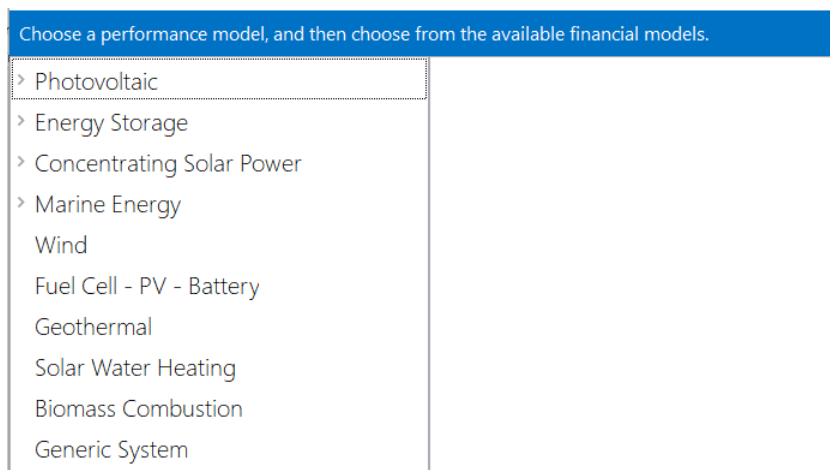 Choose a performance model, and then choose from the available financial models.
Photovoltaic
Energy Storage
Concentrating Solar Power
Marine Energy
Wind
Fuel Cell - PV - Battery
Geothermal
Solar Water Heating
Biomass Combustion
Generic System